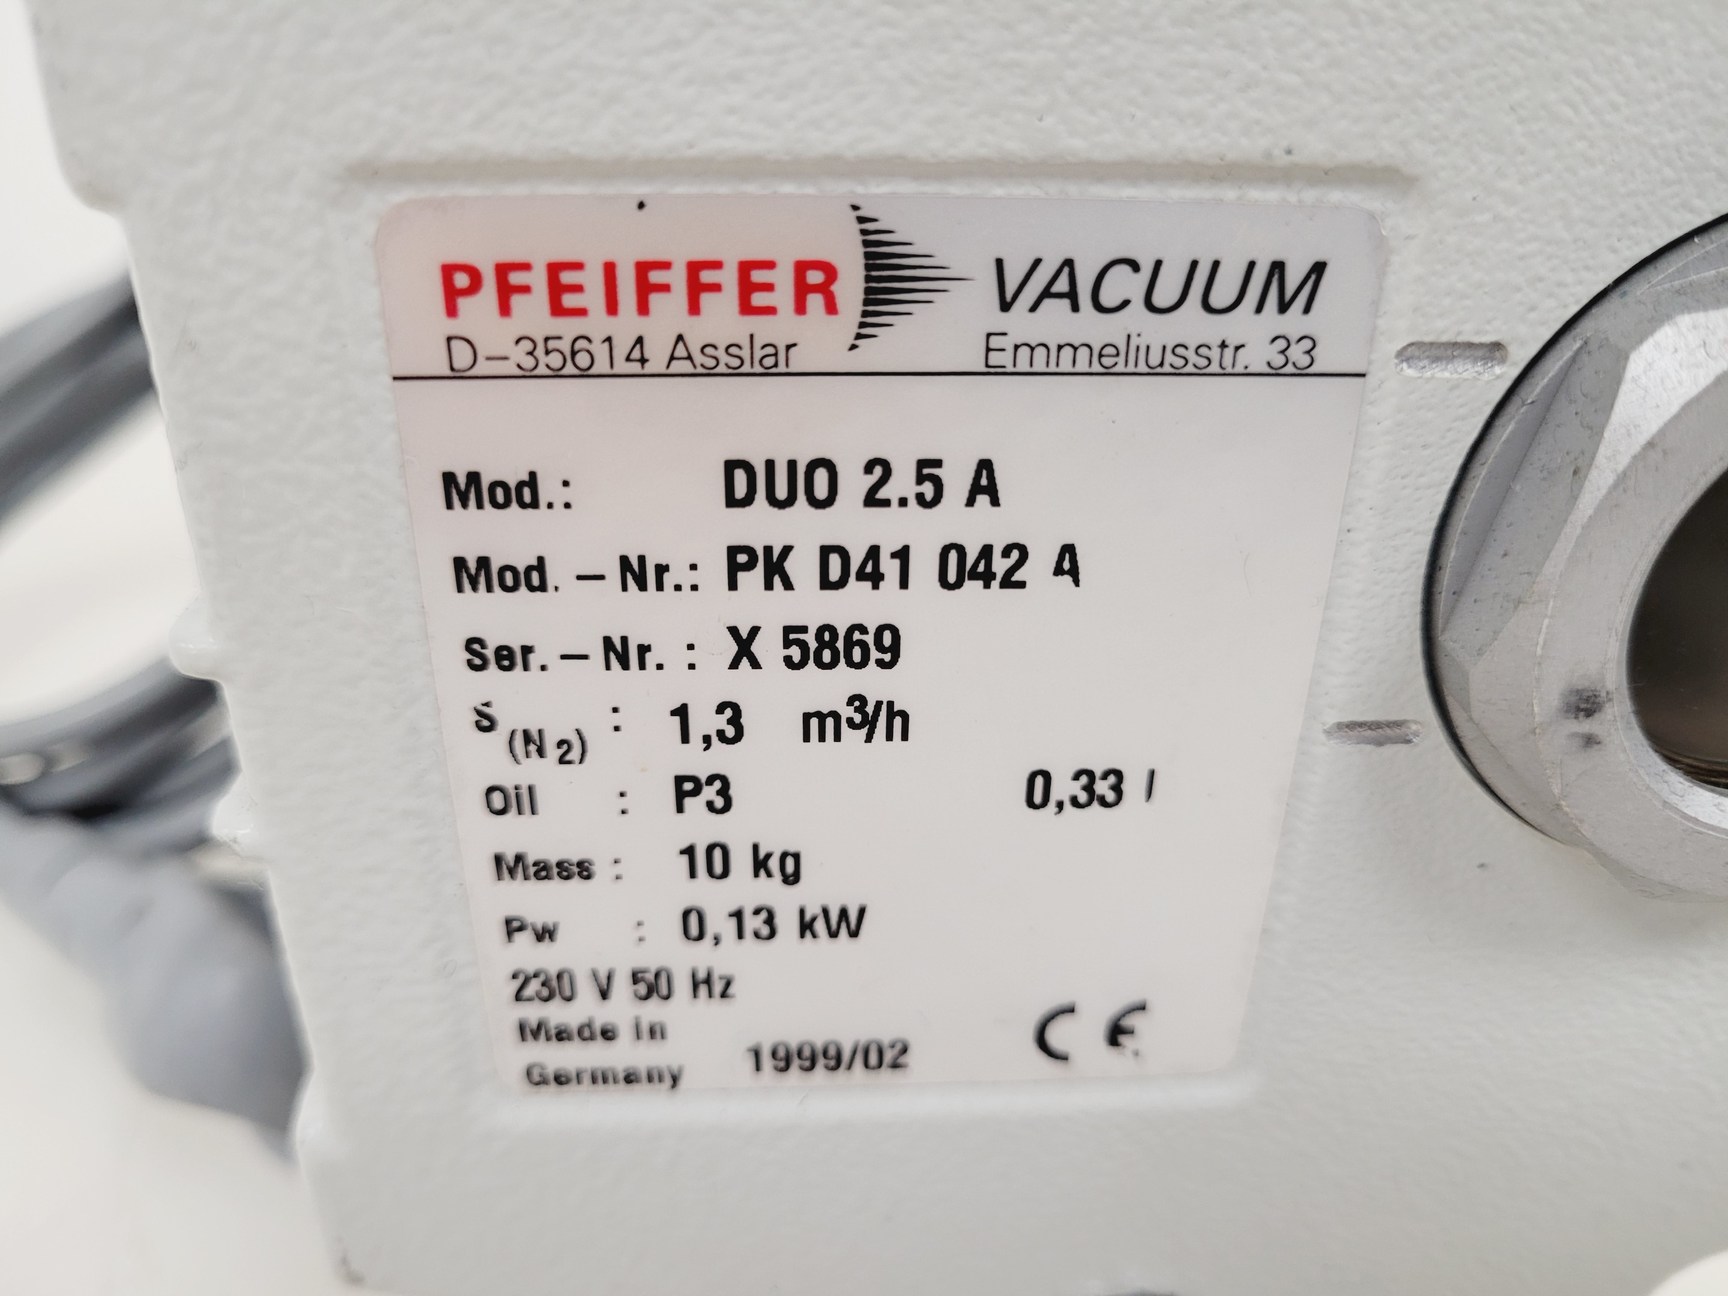 PFEIFFER VACUUM
D-35614 Asslar Emmeliusstr. 33
Mod.: DUO 2.5 A
Mod. - Nr.: PK D41 042 A
Ser. - Nr. : X 5869
S (N2) : 1,3 m³/h
Oil : P3 0,33 l
Mass : 10 kg
Pw : 0,13 kW
230 V 50 Hz
Made in
Germany 1999/02 CE